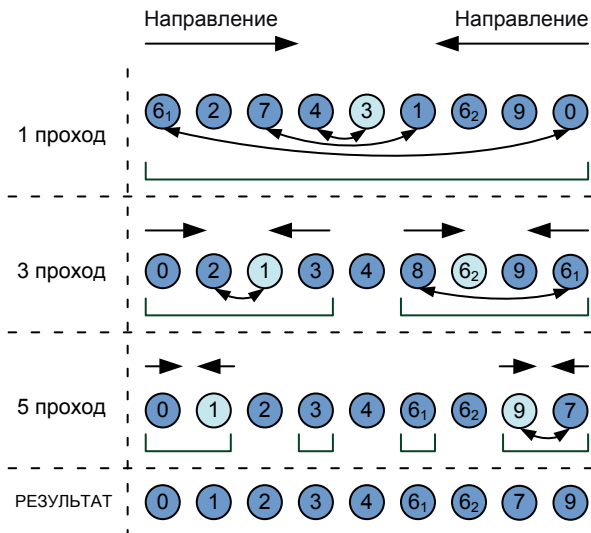 Направление Направление
1 проход 6₁ 2 7 4 3 1 6₂ 9 0
3 проход 0 2 1 3 4 8 6₂ 9 6₁
5 проход 0 1 2 3 4 6₁ 6₂ 9 7
РЕЗУЛЬТАТ 0 1 2 3 4 6₁ 6₂ 7 9